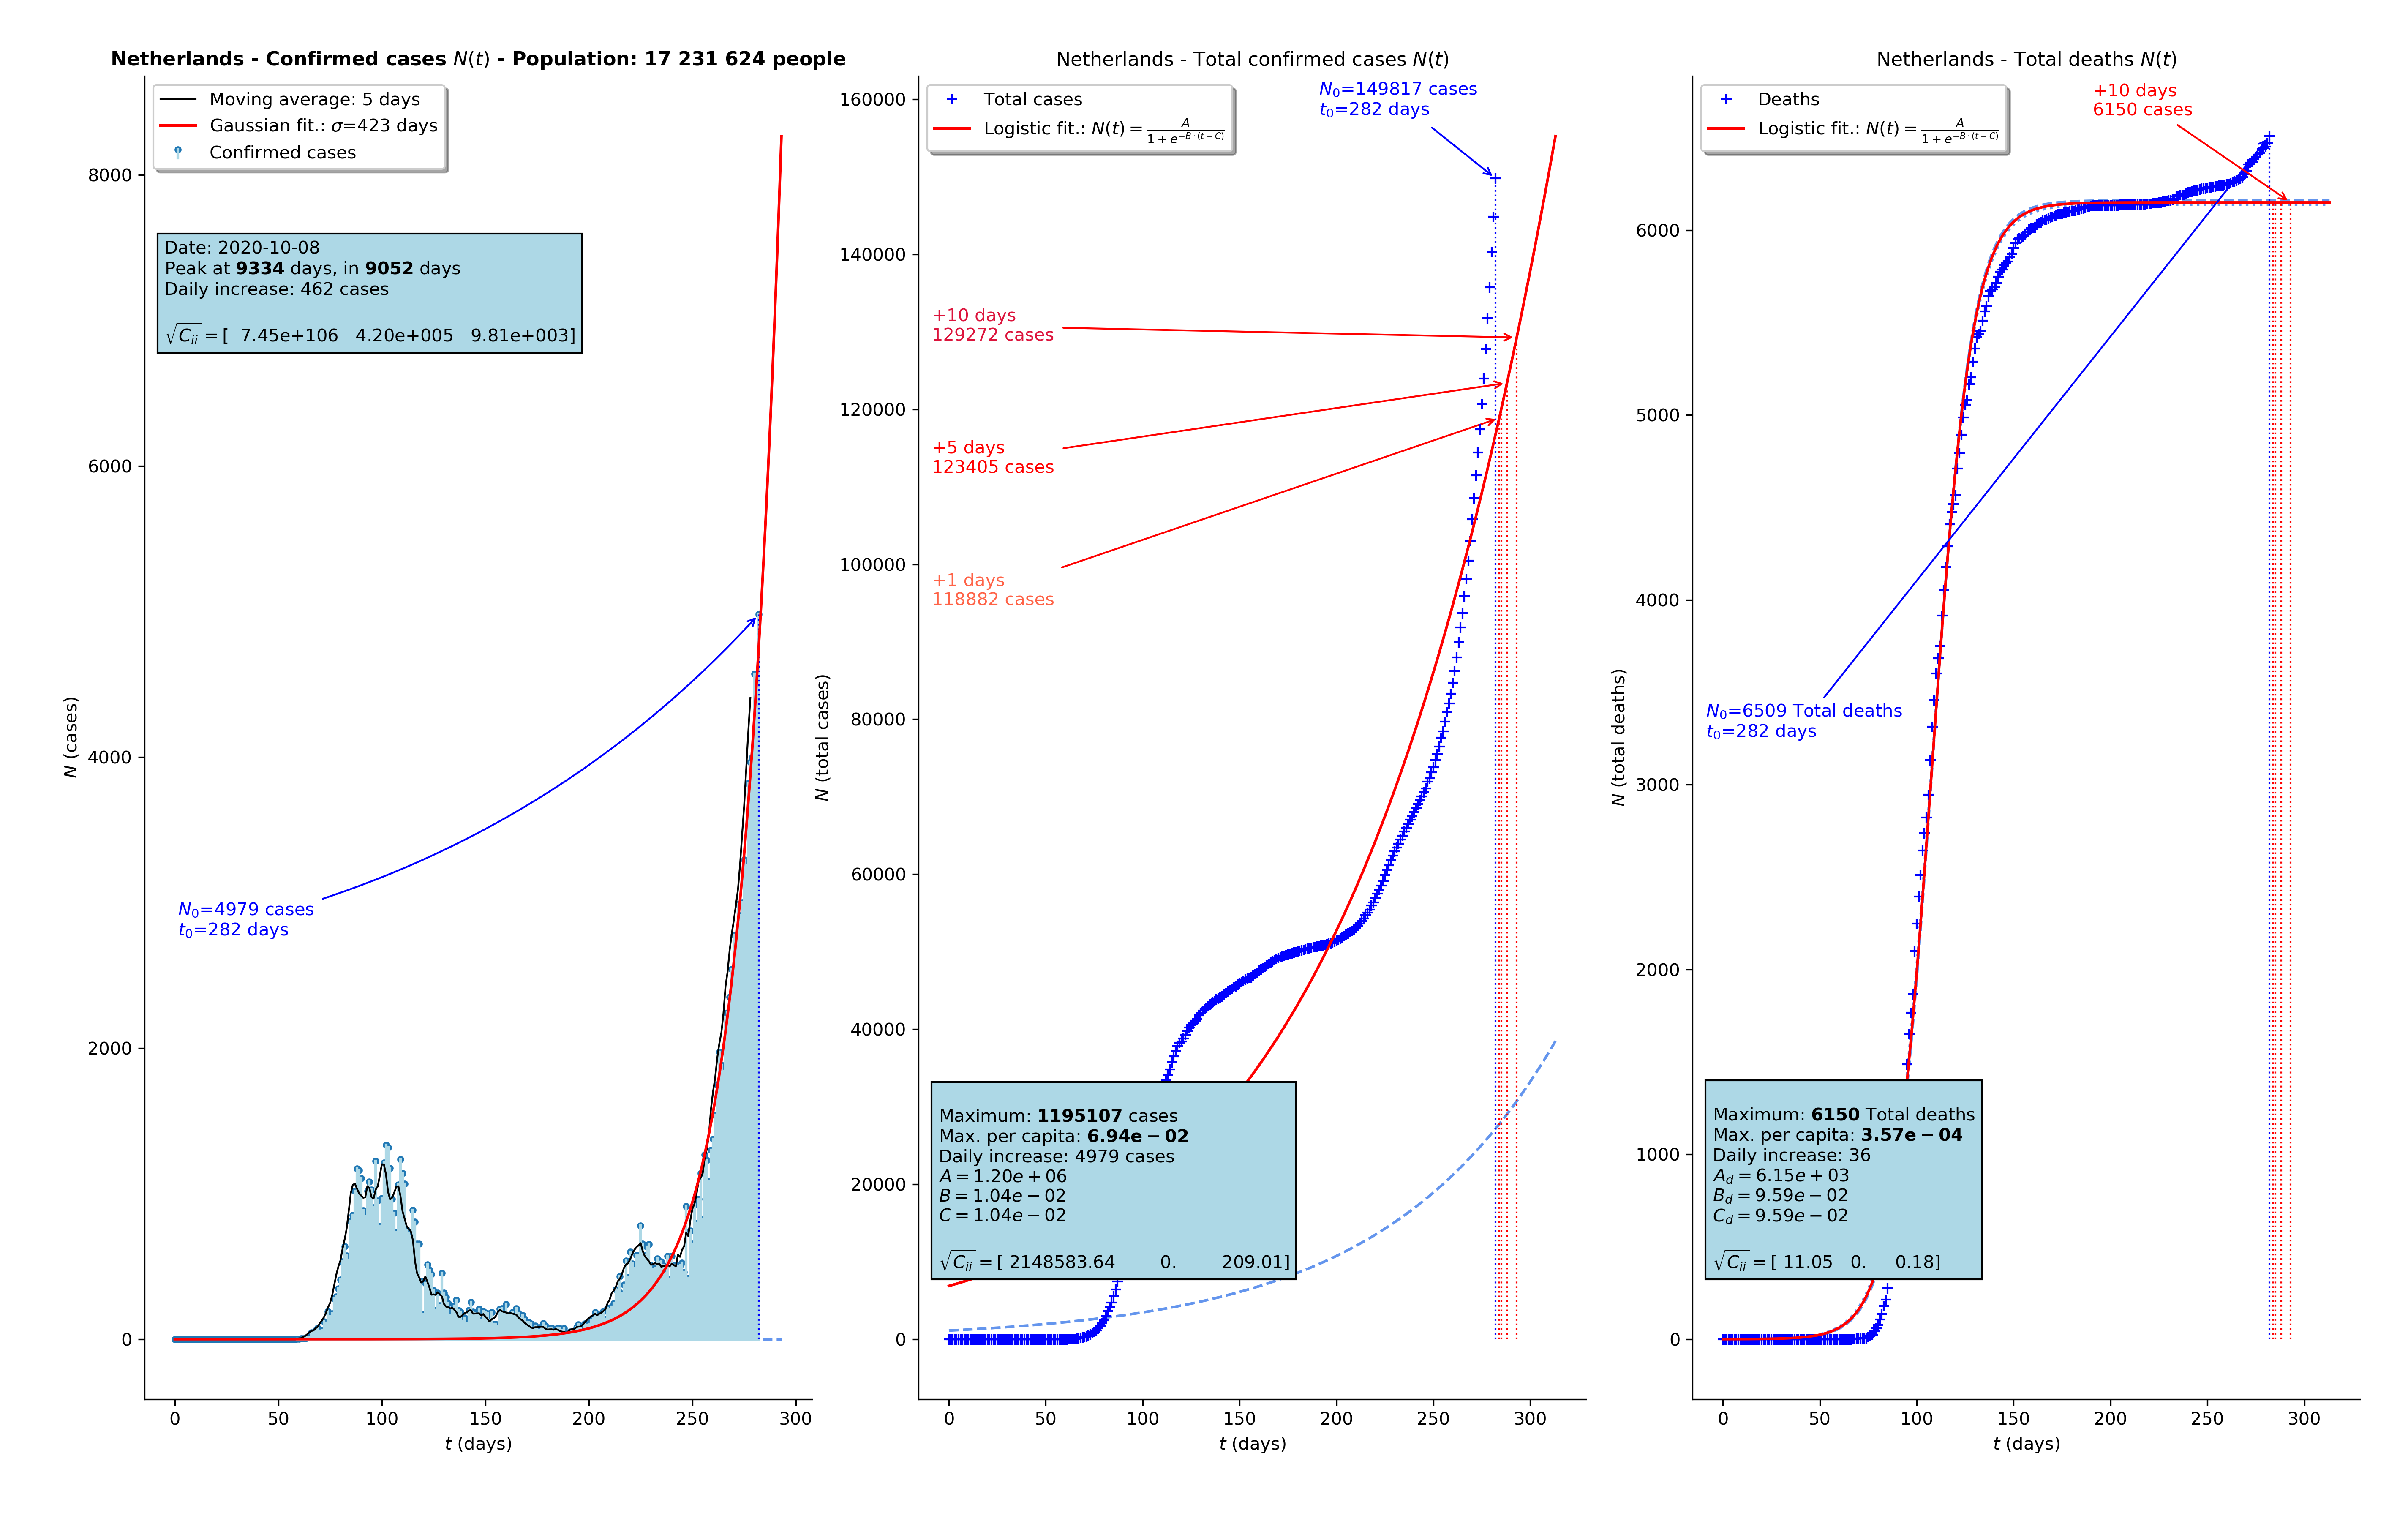 Netherlands - Confirmed cases N(t) - Population: 17 231 624 people
Moving average: 5 days
Gaussian fit.: σ=423 days
Confirmed cases
Date: 2020-10-08
Peak at 9334 days, in 9052 days
Daily increase: 462 cases
√C_ii = [ 7.45e+106 4.20e+005 9.81e+003]
N₀=4979 cases
t₀=282 days
8000
6000
4000
2000
0
N (cases)
0 50 100 150 200 250 300
t (days)
Netherlands - Total confirmed cases N(t)
Total cases
Logistic fit.: N(t) = A / (1 + e^{−B·(t−C)})
N₀=149817 cases
t₀=282 days
+10 days
129272 cases
+5 days
123405 cases
+1 days
118882 cases
Maximum: 1195107 cases
Max. per capita: 6.94e − 02
Daily increase: 4979 cases
A = 1.20e + 06
B = 1.04e − 02
C = 1.04e − 02
√C_ii = [ 2148583.64 0. 209.01]
160000
140000
120000
100000
80000
60000
40000
20000
0
N (total cases)
0 50 100 150 200 250 300
t (days)
Netherlands - Total deaths N(t)
Deaths
Logistic fit.: N(t) = A / (1 + e^{−B·(t−C)})
+10 days
6150 cases
N₀=6509 Total deaths
t₀=282 days
Maximum: 6150 Total deaths
Max. per capita: 3.57e − 04
Daily increase: 36
A_d = 6.15e + 03
B_d = 9.59e − 02
C_d = 9.59e − 02
√C_ii = [ 11.05 0. 0.18]
6000
5000
4000
3000
2000
1000
0
N (total deaths)
0 50 100 150 200 250 300
t (days)